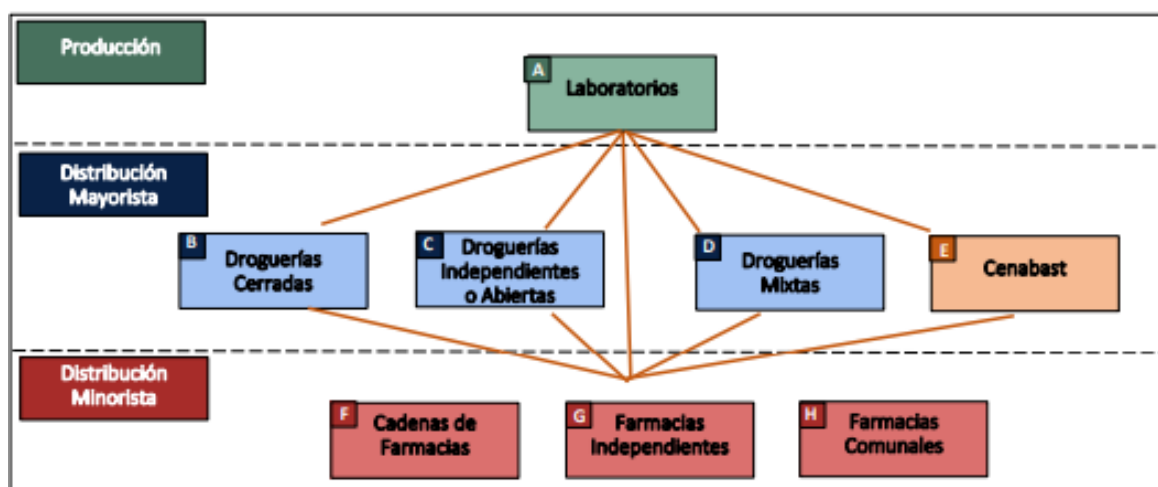 Producción
A
Laboratorios
Distribución
Mayorista
B
Droguerías
Cerradas
C
Droguerías
Independientes
o Abiertas
D
Droguerías
Mixtas
E
Cenabast
Distribución
Minorista
F
Cadenas de
Farmacias
G
Farmacias
Independientes
H
Farmacias
Comunales